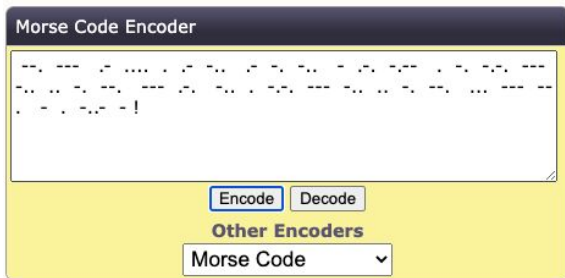 Morse Code Encoder
--. ---  .- .... . .- -..  .- -. -..  - .-. -.--  . -. -.-. ---
-.. .. -. --.  --- .-.  -.. . -.-. --- -.. .. -. --.  ... --- --
.  - . -..- - !
Encode Decode
Other Encoders
Morse Code